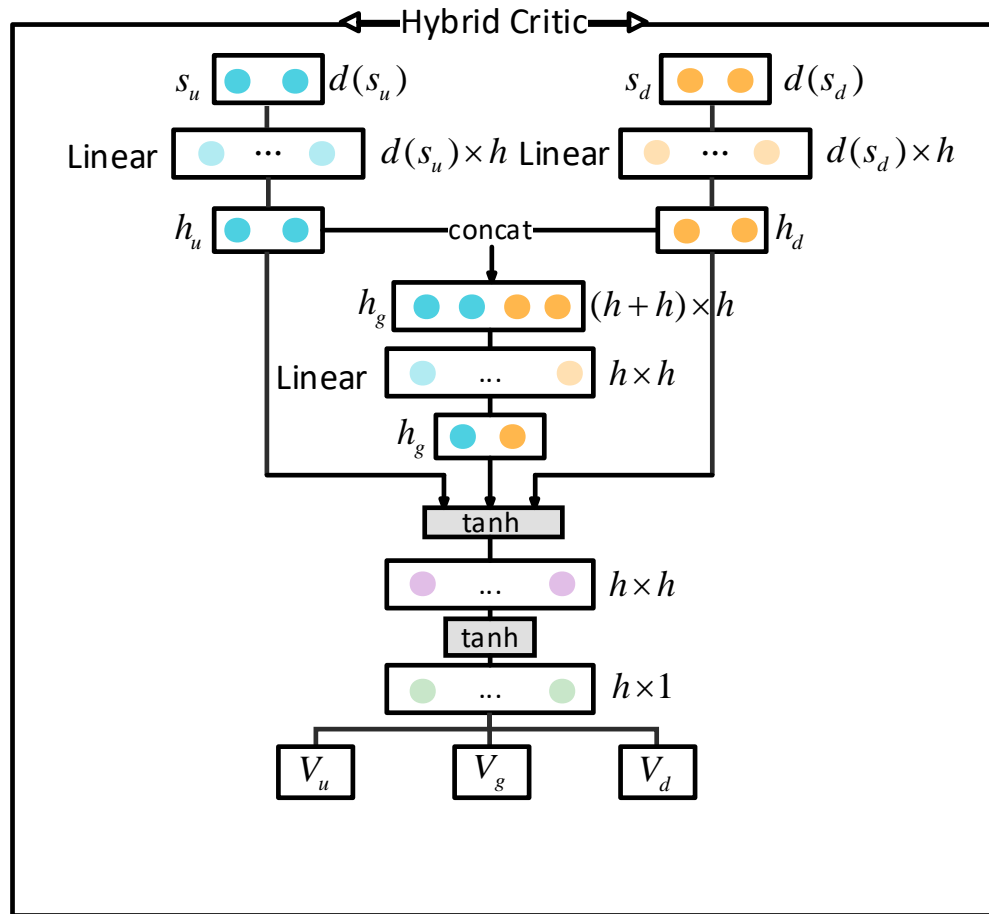 Hybrid Critic
s_u d(s_u) s_d d(s_d)
Linear ... d(s_u)×h Linear ... d(s_d)×h
h_u concat h_d
h_g (h+h)×h
Linear ... h×h
h_g
tanh
... h×h
tanh
... h×1
V_u V_g V_d